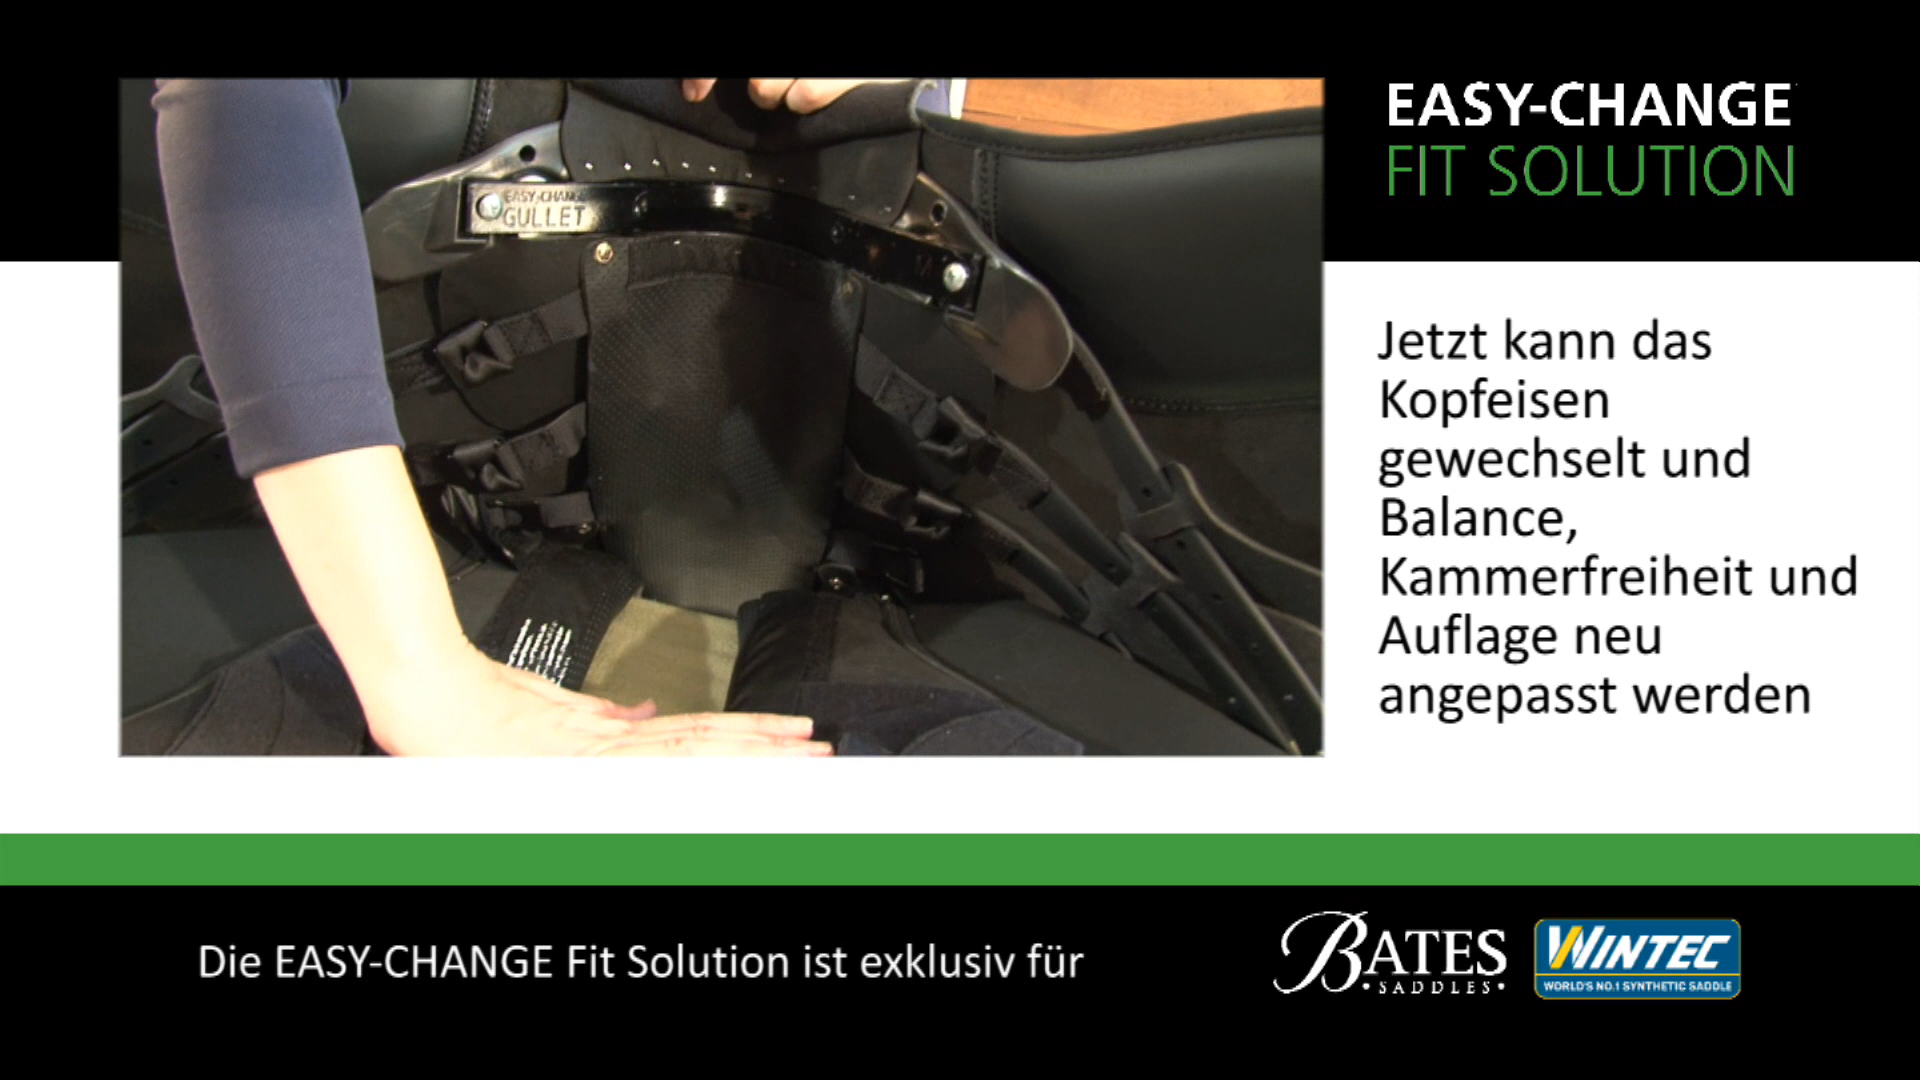 EASY-CHANGE
FIT SOLUTION
EASY-CHANGE
GULLET
Jetzt kann das
Kopfeisen
gewechselt und
Balance,
Kammerfreiheit und
Auflage neu
angepasst werden
Die EASY-CHANGE Fit Solution ist exklusiv für
BATES
SADDLES
WINTEC
WORLD'S NO.1 SYNTHETIC SADDLE